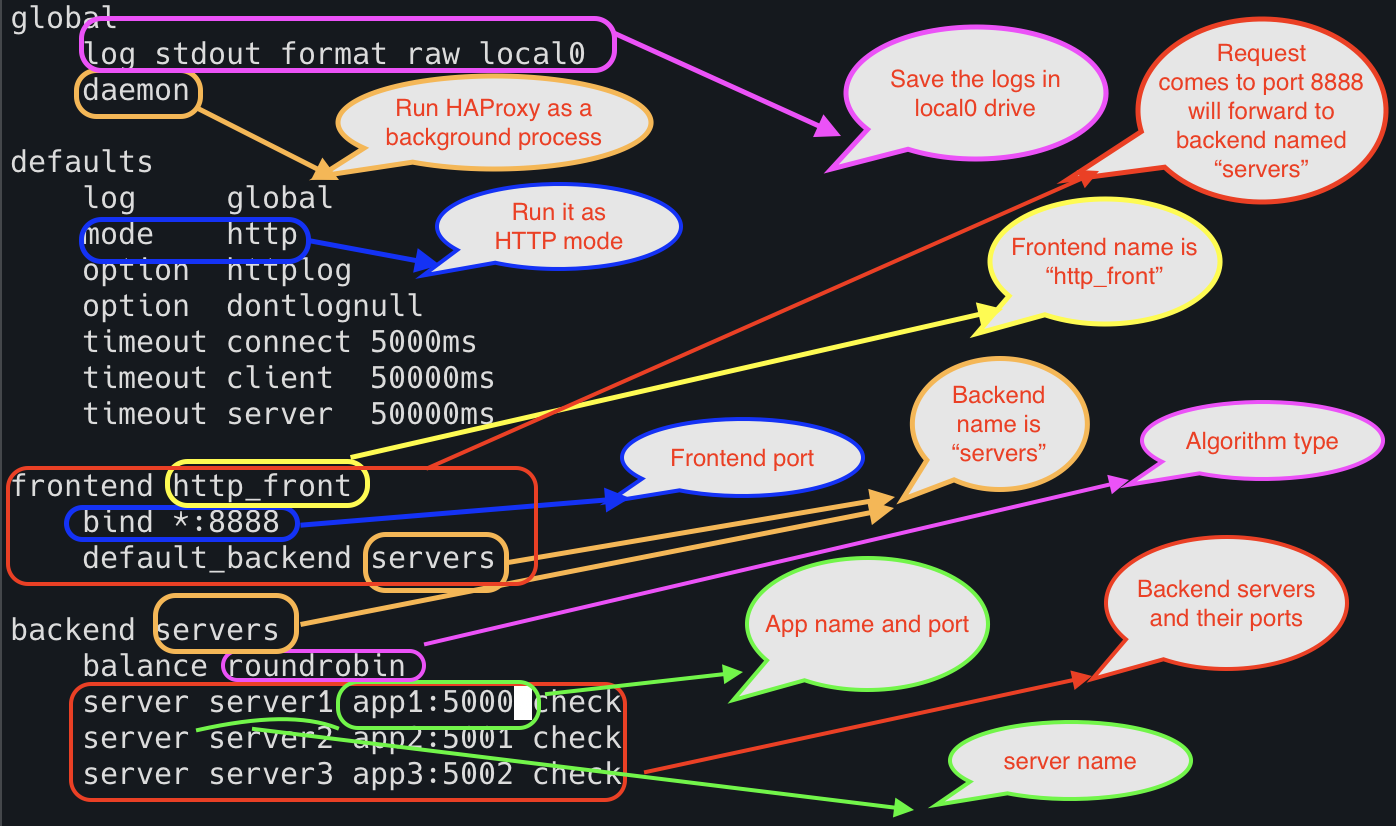 global
    log stdout format raw local0
    daemon

defaults
    log     global
    mode    http
    option  httplog
    option  dontlognull
    timeout connect 5000ms
    timeout client  50000ms
    timeout server  50000ms

frontend http_front
    bind *:8888
    default_backend servers

backend servers
    balance roundrobin
    server server1 app1:5000 check
    server server2 app2:5001 check
    server server3 app3:5002 check

Run HAProxy as a
background process
Save the logs in
local0 drive
Request
comes to port 8888
will forward to
backend named
“servers”
Run it as
HTTP mode
Frontend name is
“http_front”
Backend
name is
“servers”
Frontend port
Algorithm type
App name and port
Backend servers
and their ports
server name